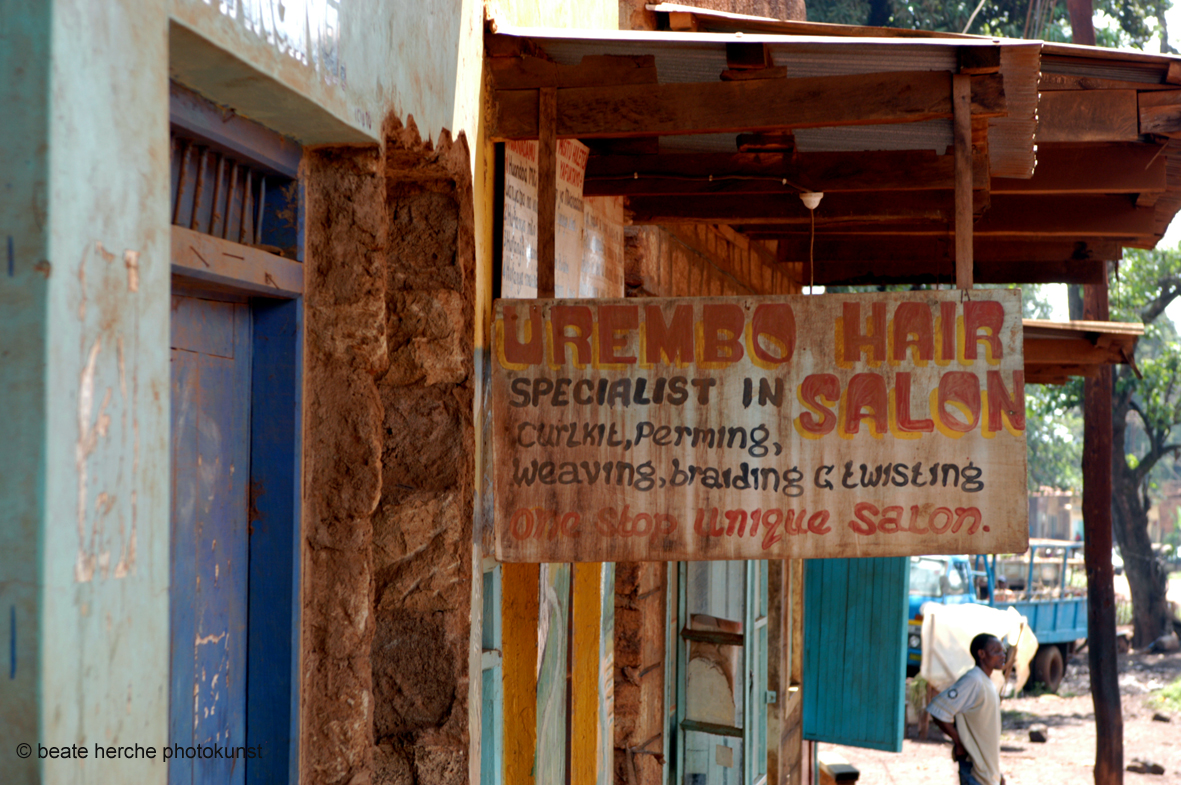 UREMBO HAIR
SALON
SPECIALIST IN
Curlkit, Perming,
weaving, braiding & twisting
One Stop Unique Salon.
© beate herche photokunst